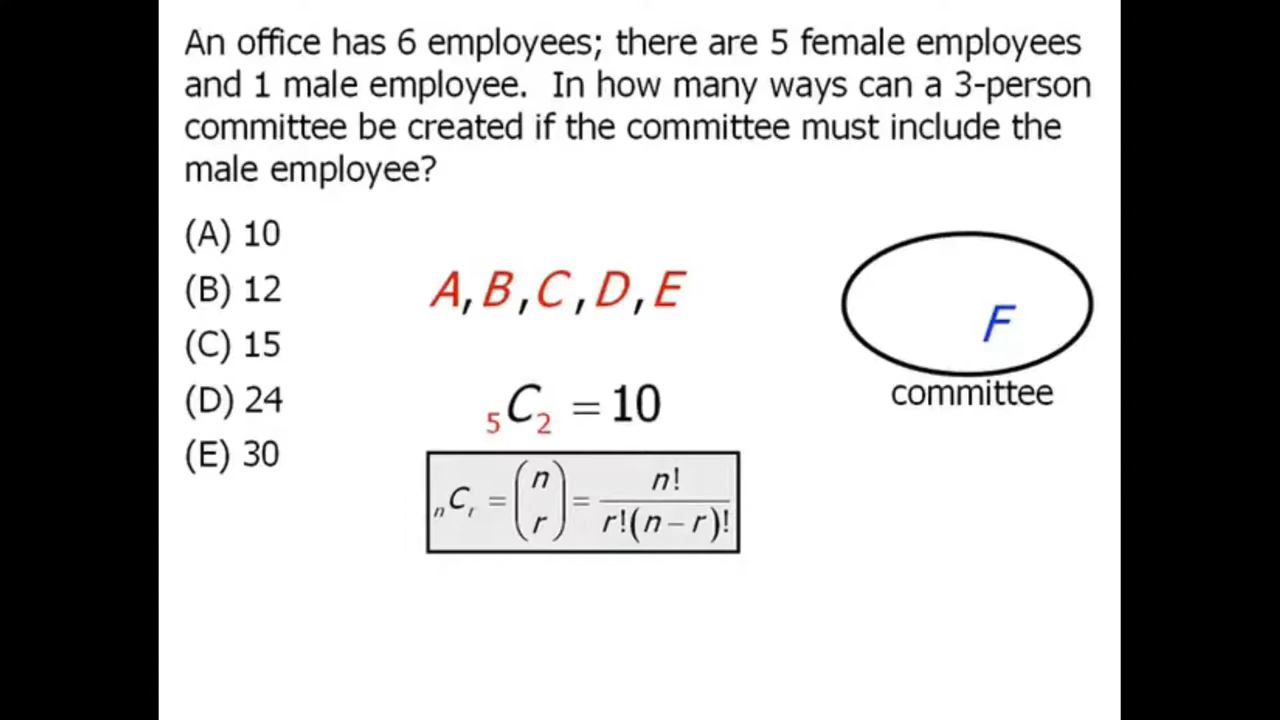 An office has 6 employees; there are 5 female employees
and 1 male employee. In how many ways can a 3-person
committee be created if the committee must include the
male employee?
(A) 10
(B) 12
(C) 15
(D) 24
(E) 30
A, B, C, D, E
₅C₂ = 10
ₙCᵣ = (n r) = n! / r!(n − r)!
F
committee